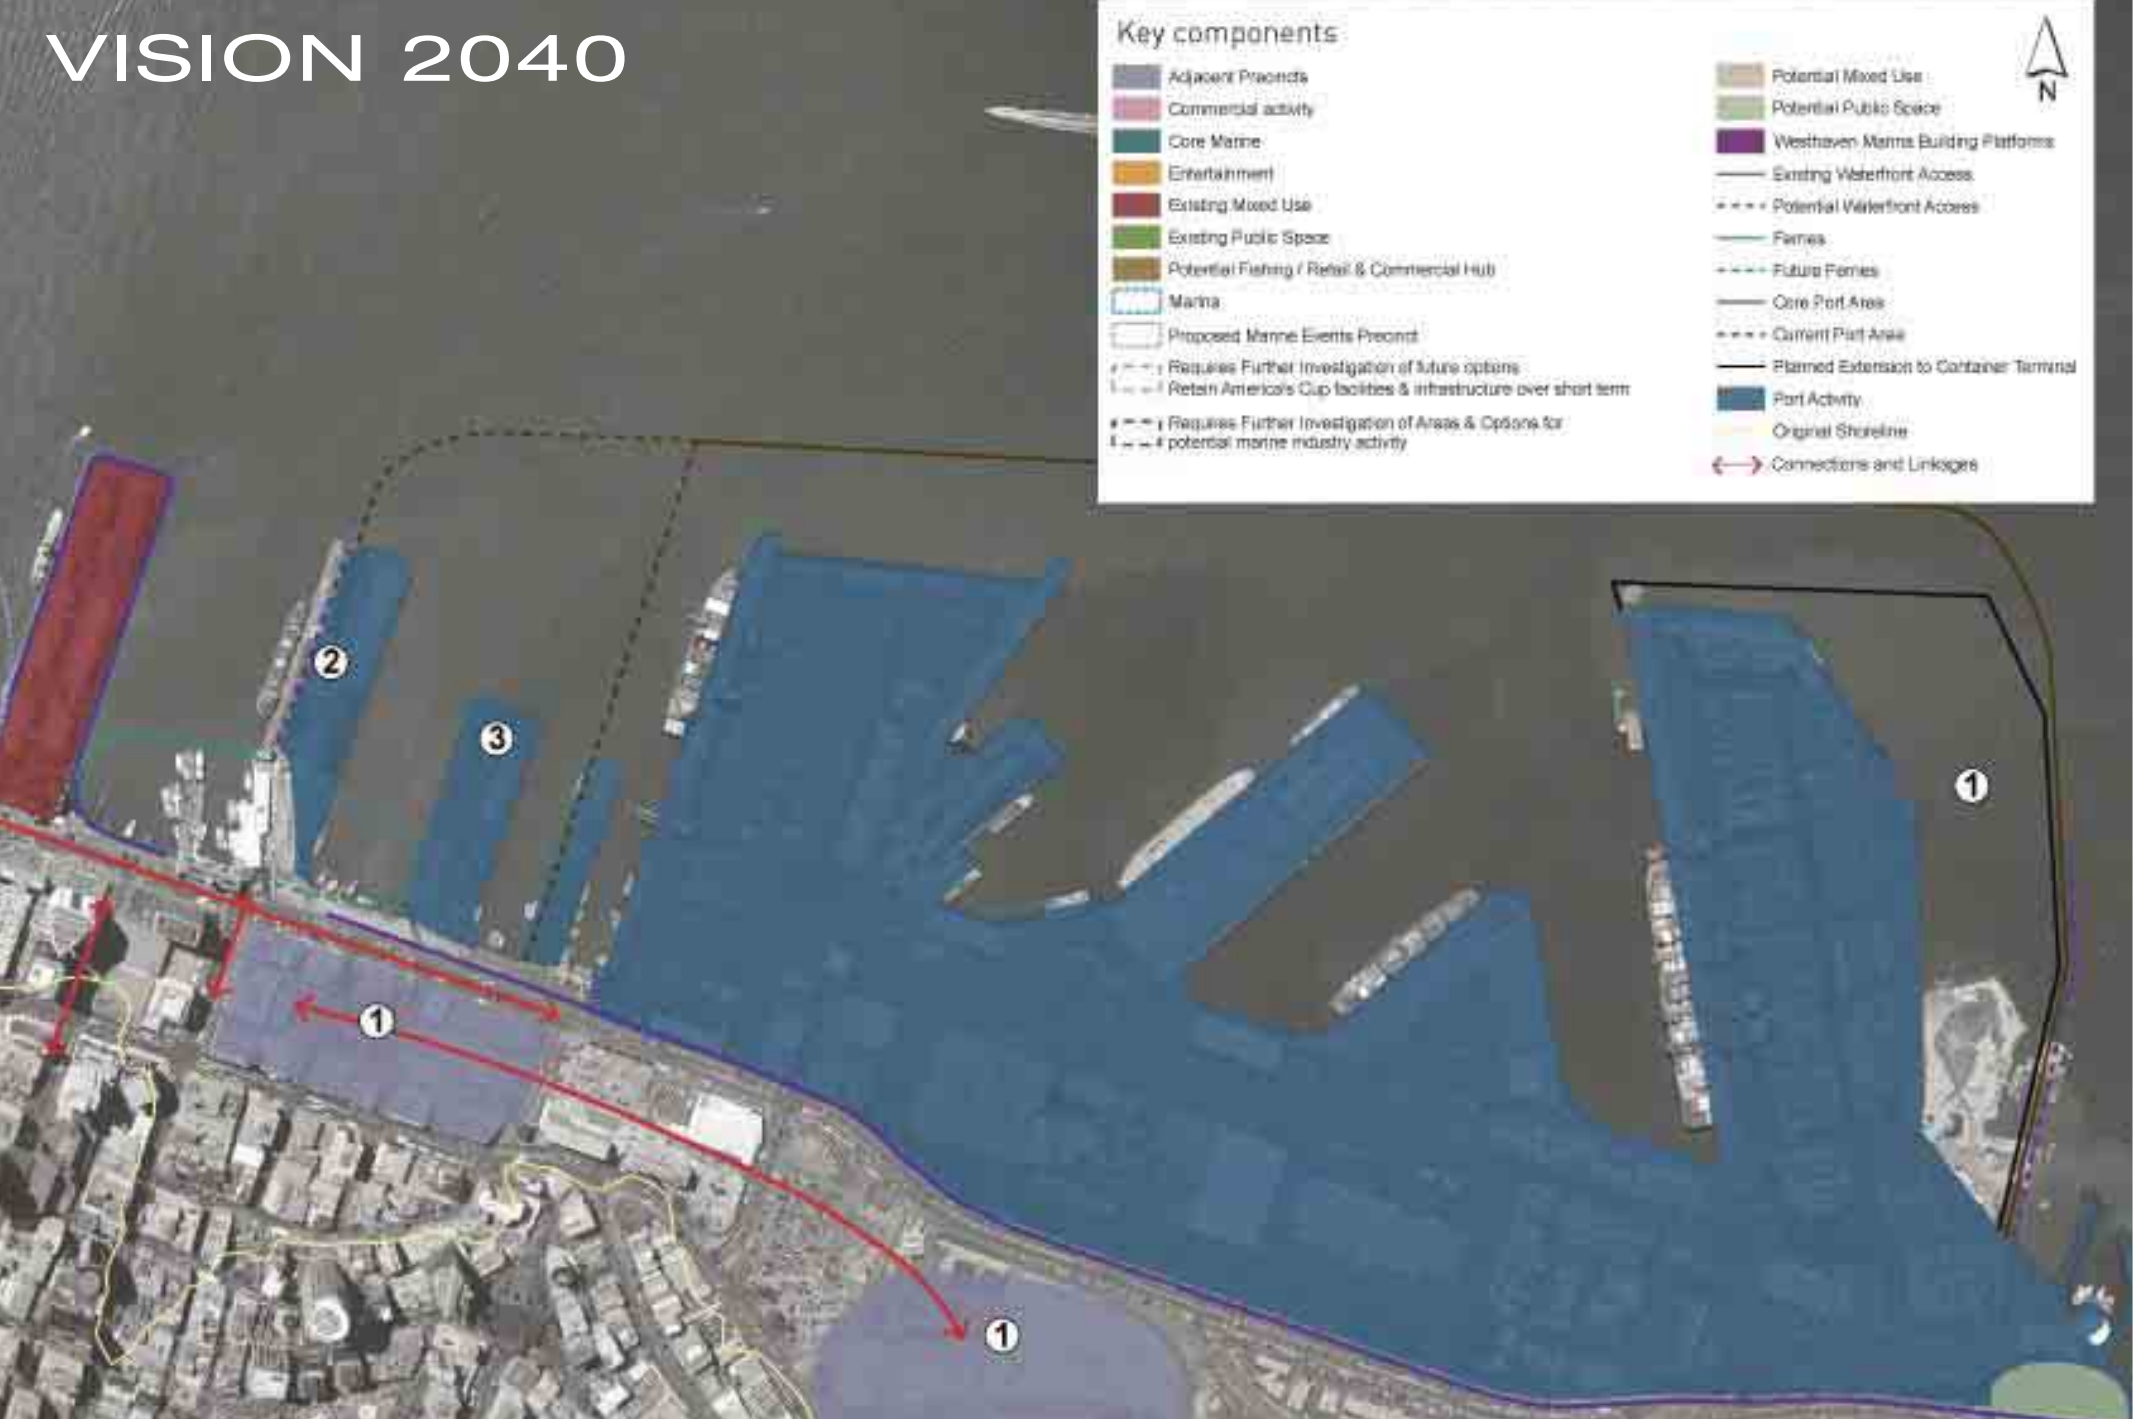 VISION 2040
Key components
Adjacent Precincts
Commercial activity
Core Marine
Entertainment
Existing Mixed Use
Existing Public Space
Potential Fishing / Retail & Commercial Hub
Marina
Proposed Marine Events Precinct
Requires Further Investigation of future options
Retain America's Cup facilities & infrastructure over short term
Requires Further Investigation of Areas & Options for
potential marine industry activity
Potential Mixed Use
Potential Public Space
Westhaven Marina Building Platforms
Existing Waterfront Access
Potential Waterfront Access
Ferries
Future Ferries
Core Port Area
Current Port Area
Planned Extension to Container Terminal
Port Activity
Original Shoreline
Connections and Linkages
N
2
3
1
1
1